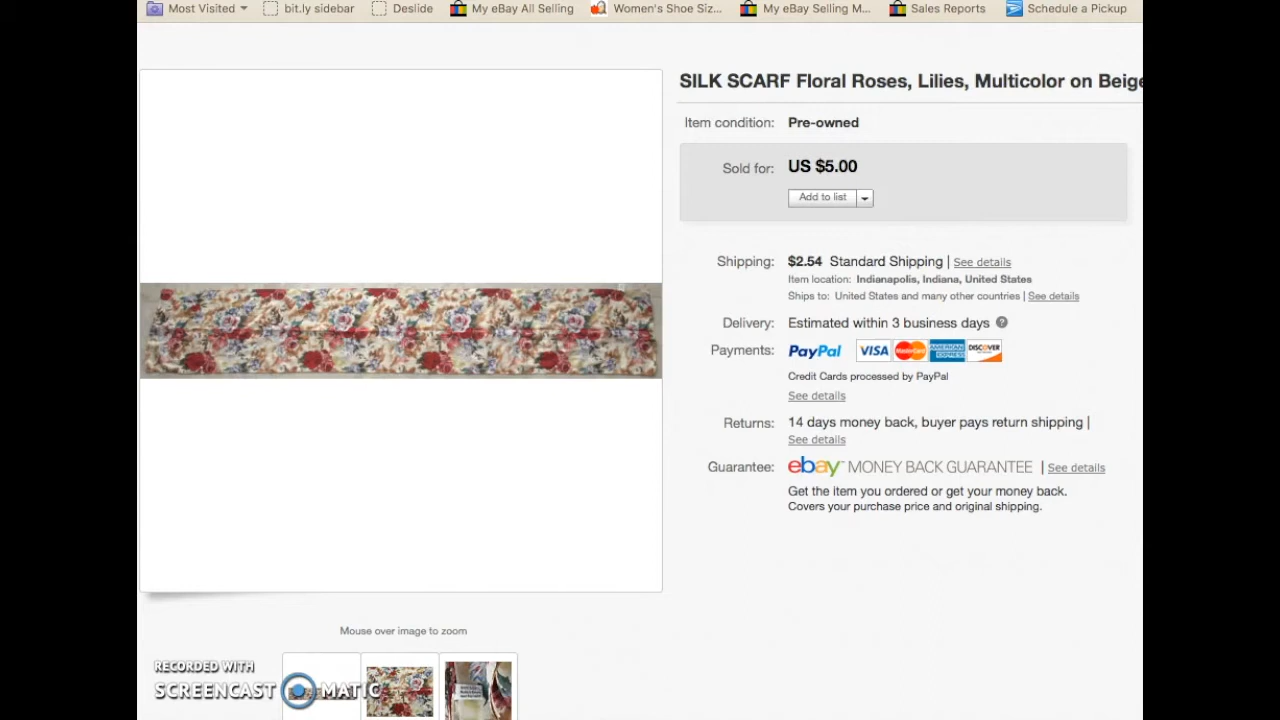 Most Visited
bit.ly sidebar
Deslide
My eBay All Selling
Women's Shoe Siz...
My eBay Selling M...
Sales Reports
Schedule a Pickup
SILK SCARF Floral Roses, Lilies, Multicolor on Beige
Item condition: Pre-owned
Sold for: US $5.00
Add to list
Shipping: $2.54 Standard Shipping | See details
Item location: Indianapolis, Indiana, United States
Ships to: United States and many other countries | See details
Delivery: Estimated within 3 business days ?
Payments: PayPal VISA MasterCard AMERICAN EXPRESS DISCOVER
Credit Cards processed by PayPal
See details
Returns: 14 days money back, buyer pays return shipping |
See details
Guarantee: ebay MONEY BACK GUARANTEE | See details
Get the item you ordered or get your money back.
Covers your purchase price and original shipping.
Mouse over image to zoom
RECORDED WITH
SCREENCAST MATIC